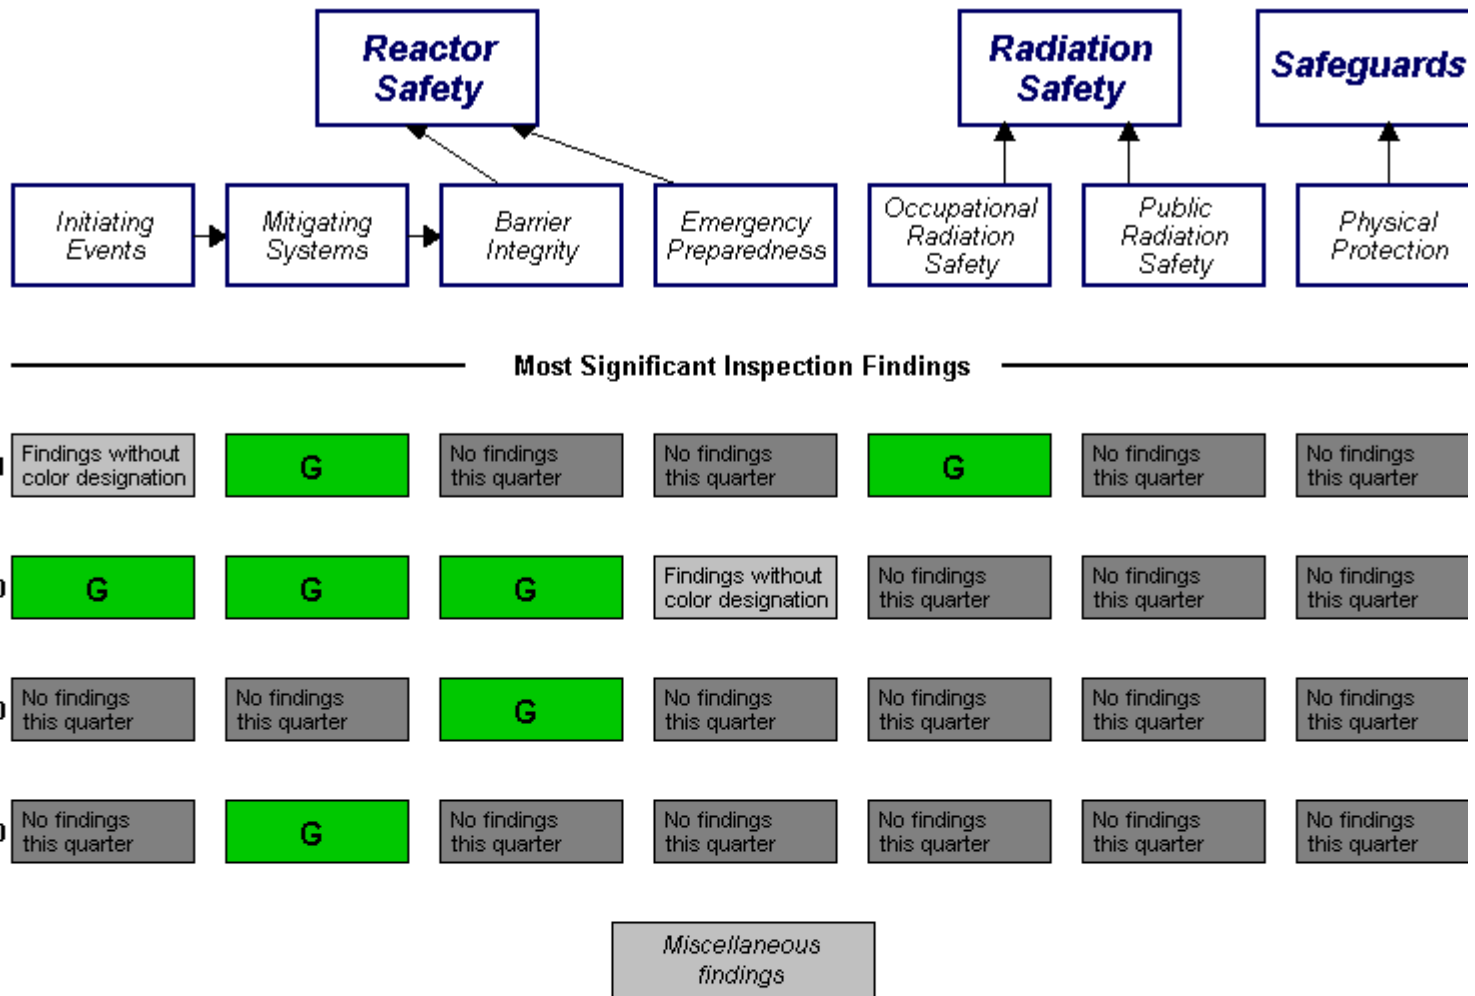 Reactor
Safety
Radiation
Safety
Safeguards
Initiating
Events
Mitigating
Systems
Barrier
Integrity
Emergency
Preparedness
Occupational
Radiation
Safety
Public
Radiation
Safety
Physical
Protection
Most Significant Inspection Findings
Findings without
color designation
G
No findings
this quarter
No findings
this quarter
G
No findings
this quarter
No findings
this quarter
G
G
G
Findings without
color designation
No findings
this quarter
No findings
this quarter
No findings
this quarter
No findings
this quarter
No findings
this quarter
G
No findings
this quarter
No findings
this quarter
No findings
this quarter
No findings
this quarter
No findings
this quarter
G
No findings
this quarter
No findings
this quarter
No findings
this quarter
No findings
this quarter
No findings
this quarter
Miscellaneous
findings